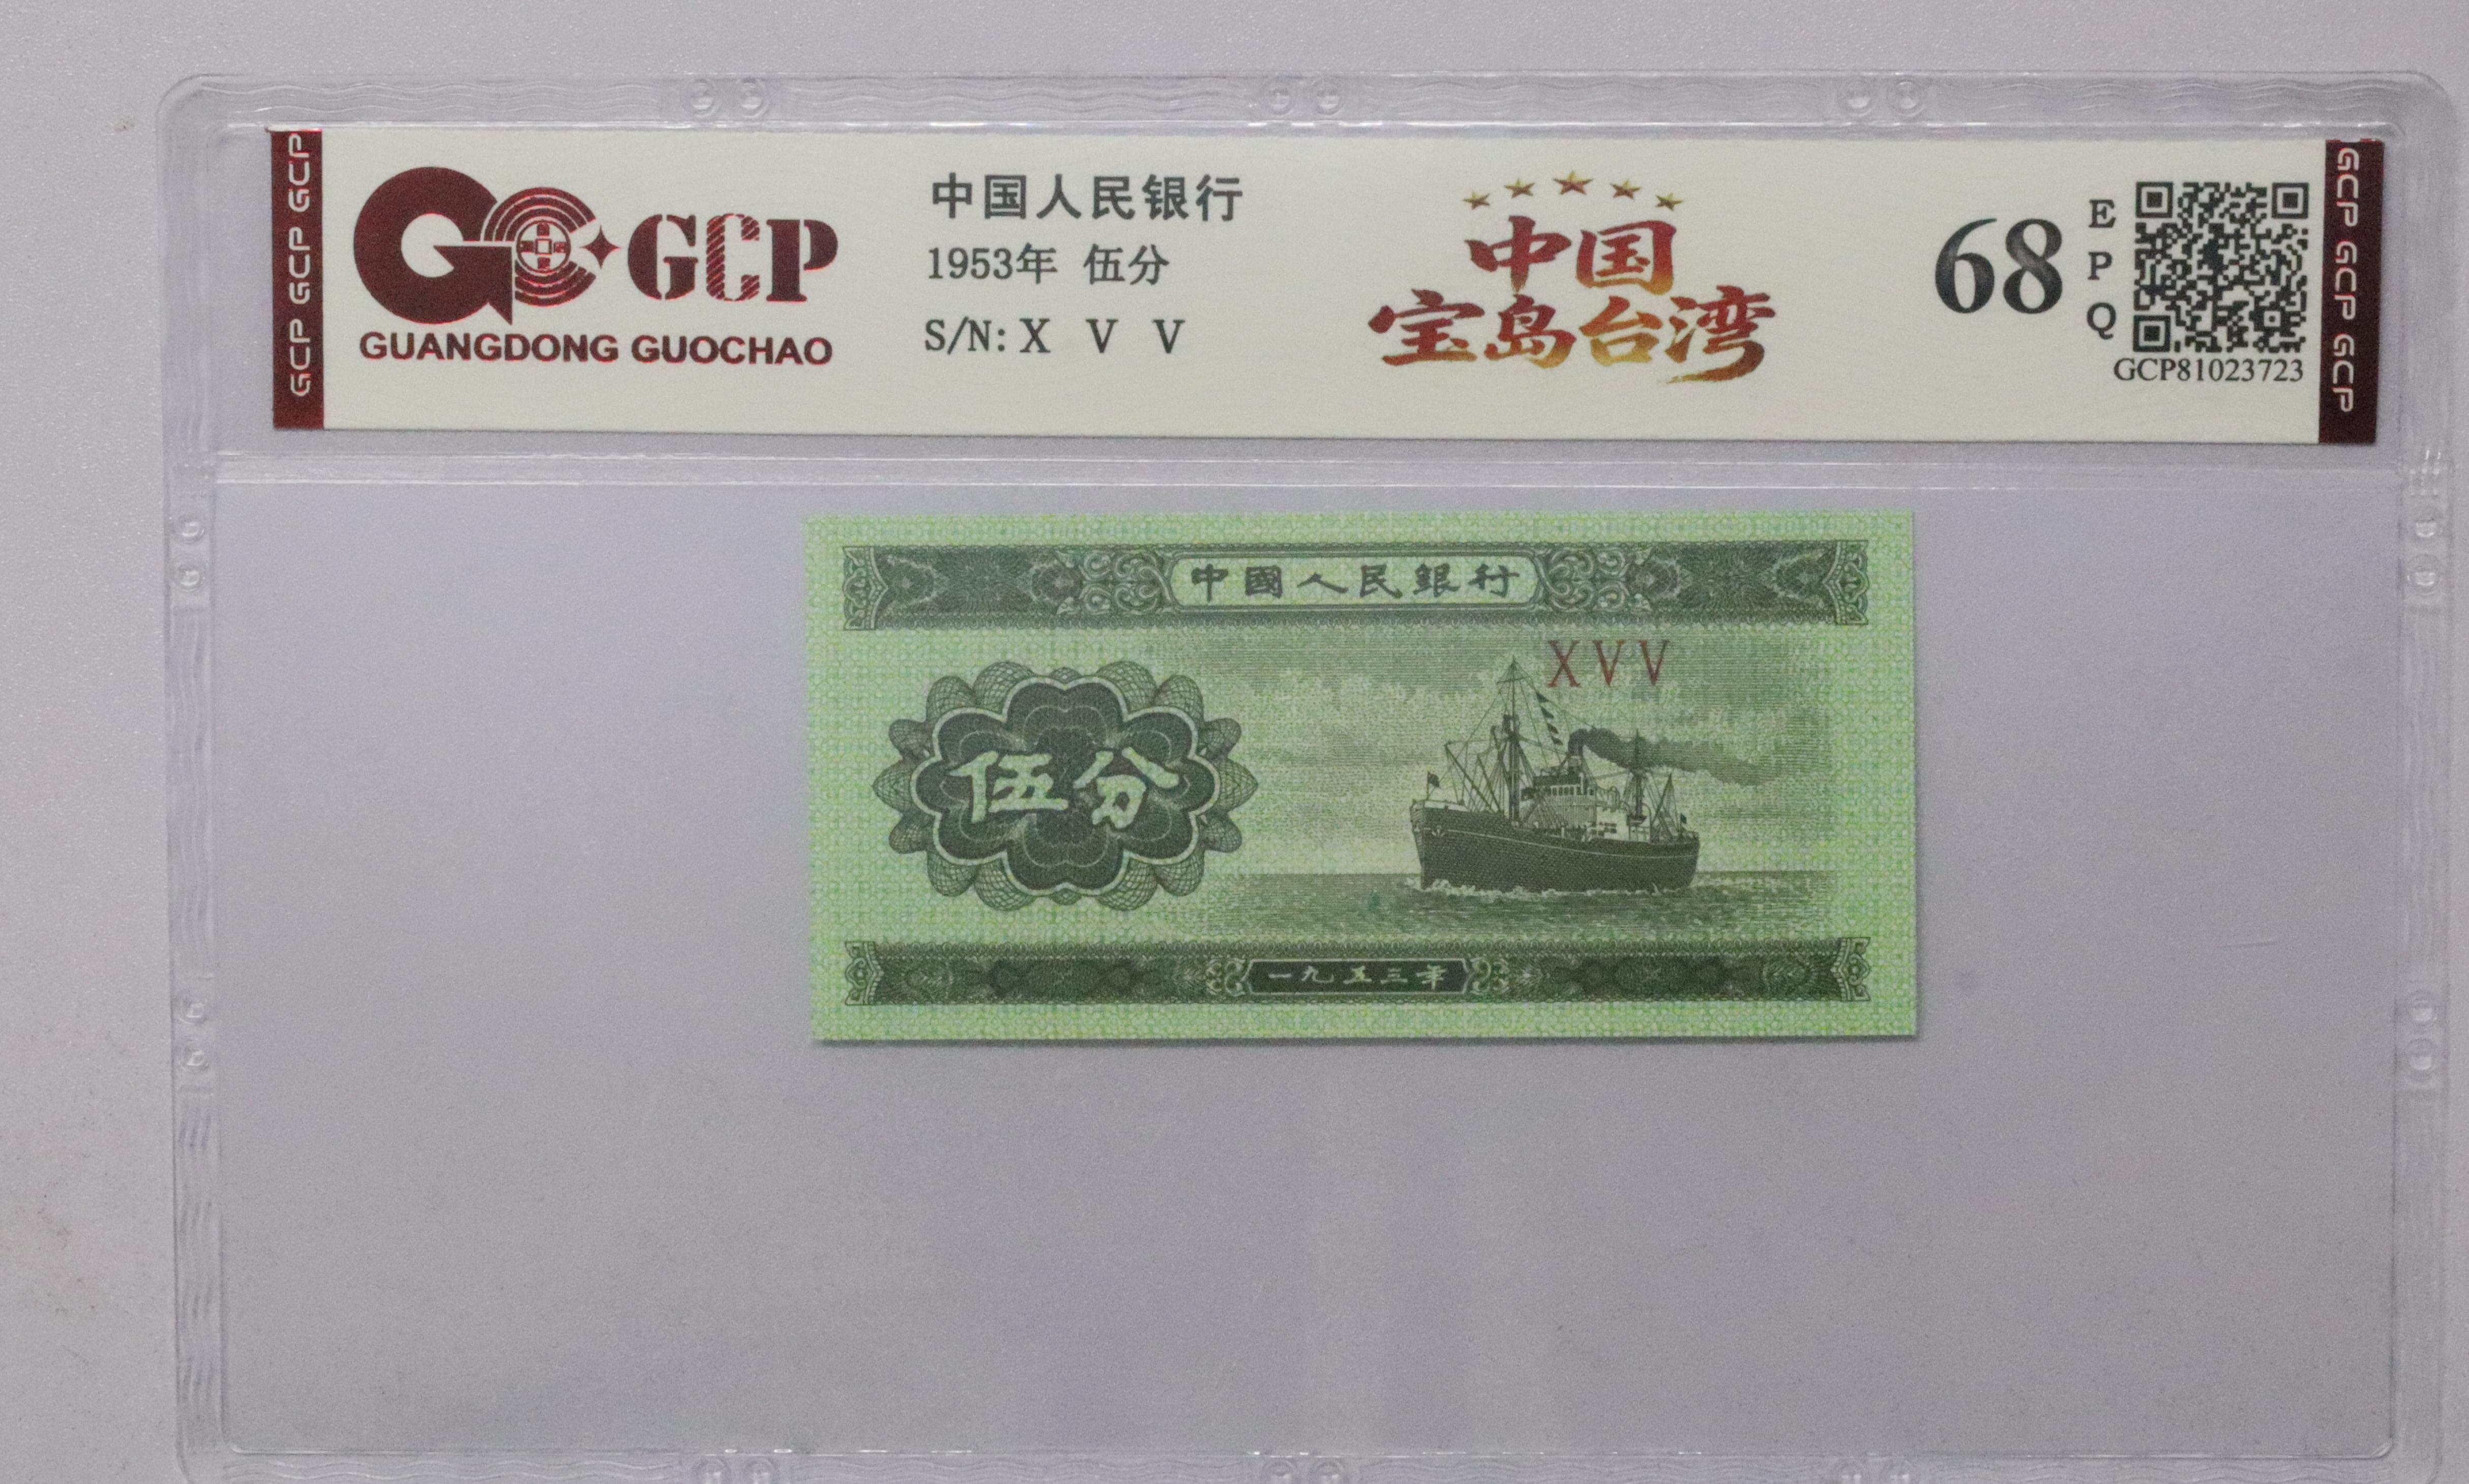 GCP GCP GCP
GCP
GUANGDONG GUOCHAO
中国人民银行
1953年 伍分
S/N: X V V
中国
宝岛台湾
68
E
P
Q
GCP81023723
GCP GCP GCP
中國人民銀行
XVV
伍分
一九五三年